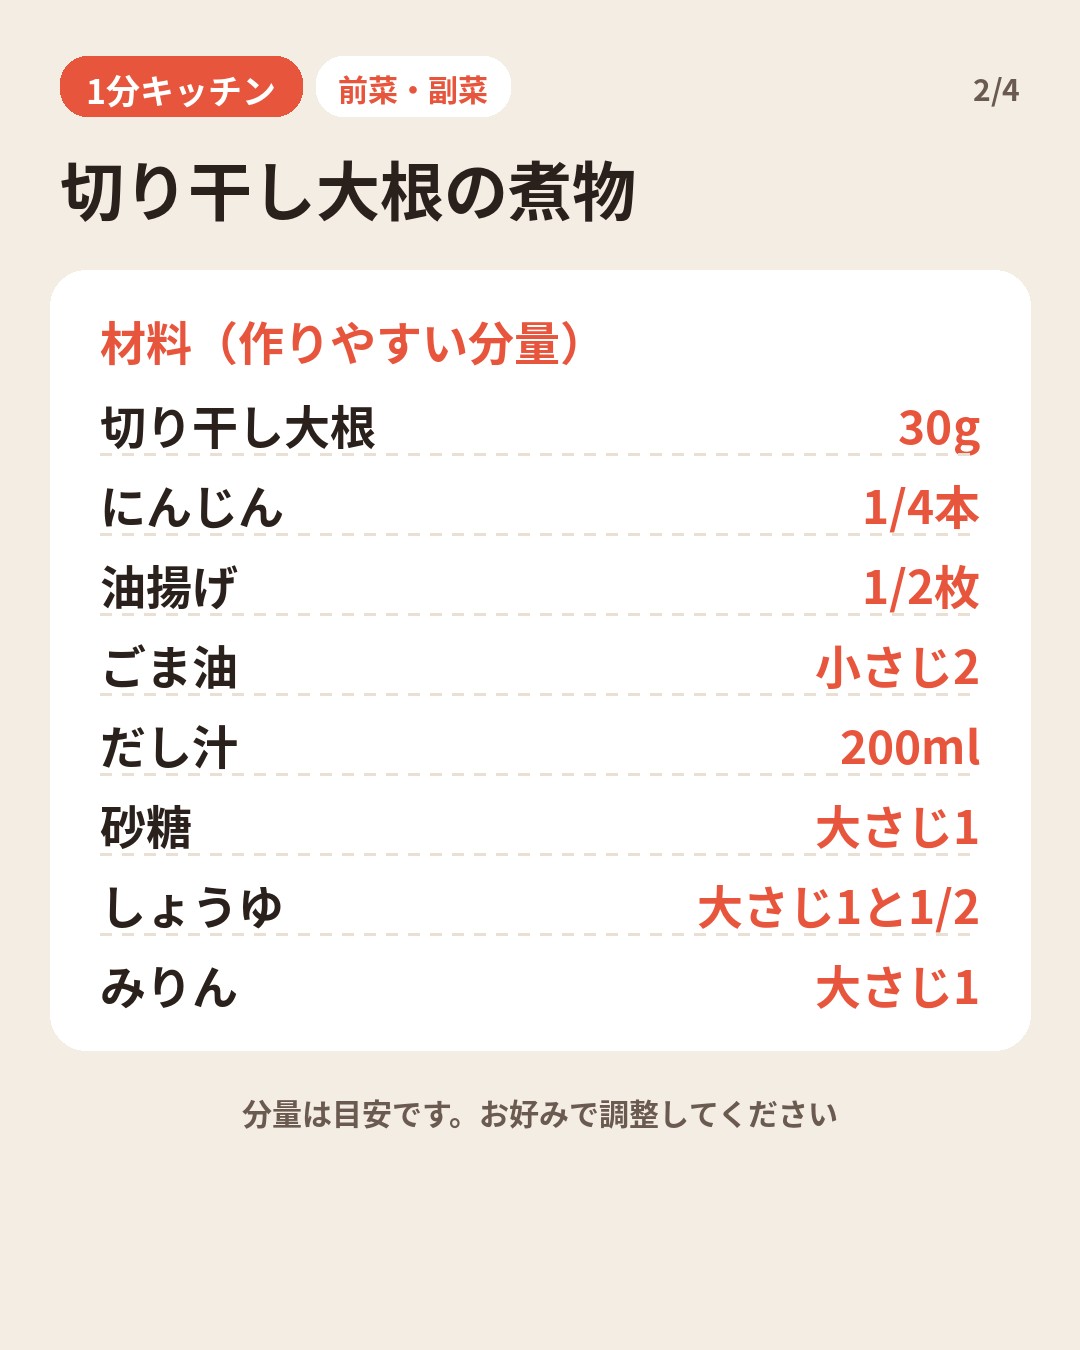 1分キッチン 前菜・副菜 2/4
切り干し大根の煮物
材料（作りやすい分量）
切り干し大根 30g
にんじん 1/4本
油揚げ 1/2枚
ごま油 小さじ2
だし汁 200ml
砂糖 大さじ1
しょうゆ 大さじ1と1/2
みりん 大さじ1
分量は目安です。お好みで調整してください